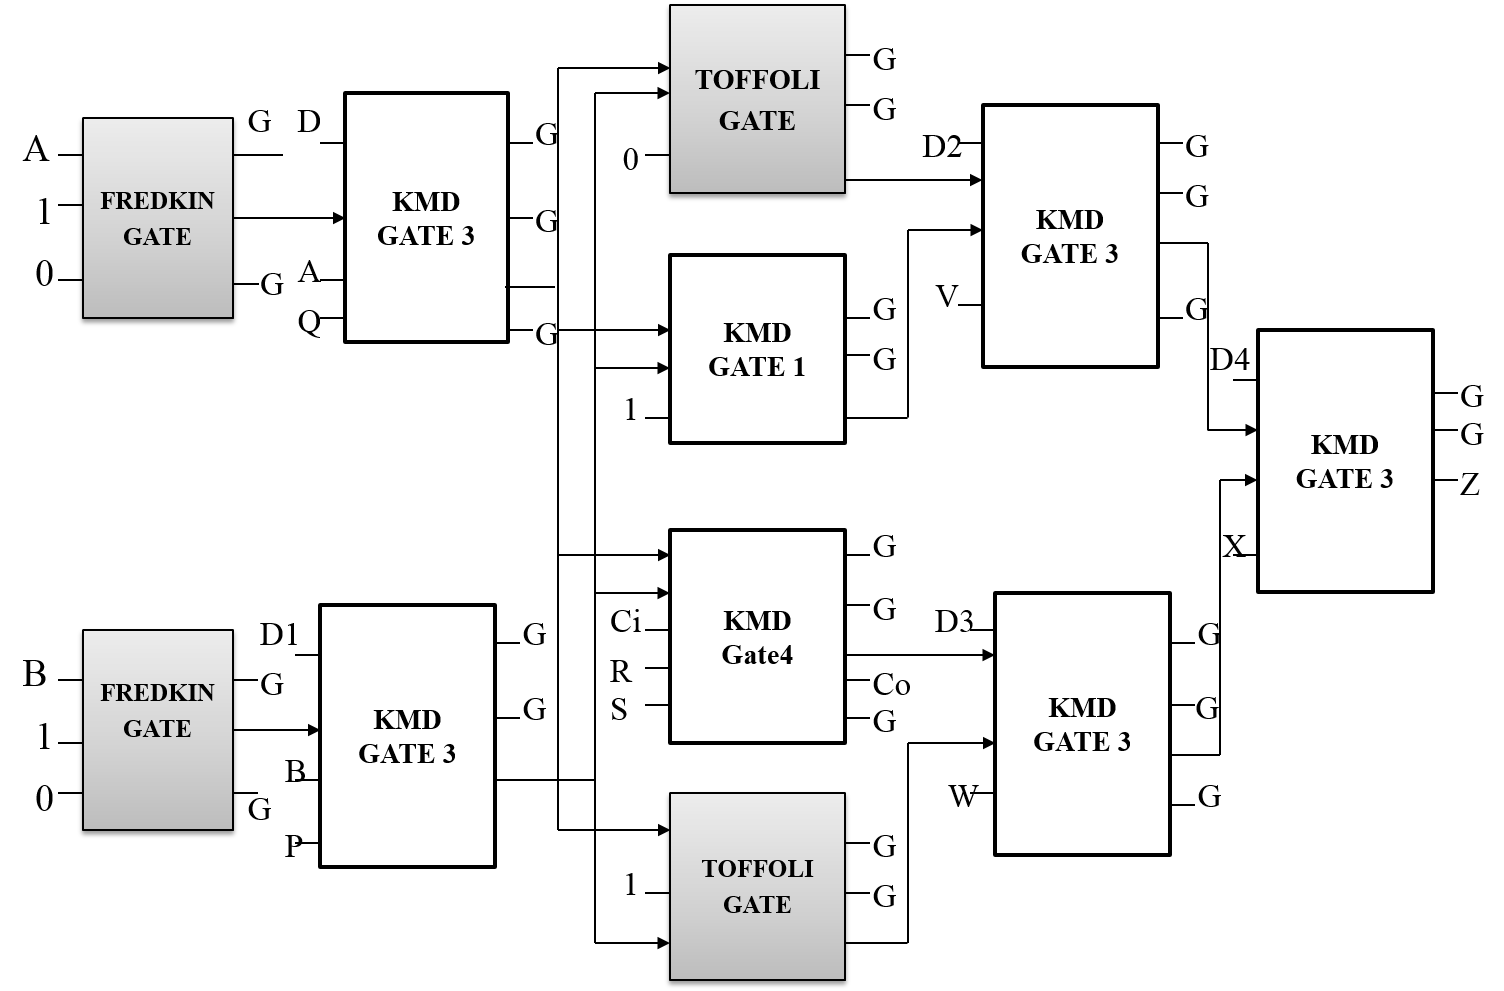 A
1
0
FREDKIN
GATE
G
G
D
A
Q
KMD
GATE 3
G
G
G
B
1
0
FREDKIN
GATE
G
G
D1
B
P
KMD
GATE 3
G
G
0
TOFFOLI
GATE
G
G
1
KMD
GATE 1
G
G
Ci
R
S
KMD
Gate4
G
G
Co
G
1
TOFFOLI
GATE
G
G
D2
V
KMD
GATE 3
G
G
G
D3
W
KMD
GATE 3
G
G
G
D4
X
KMD
GATE 3
G
G
Z